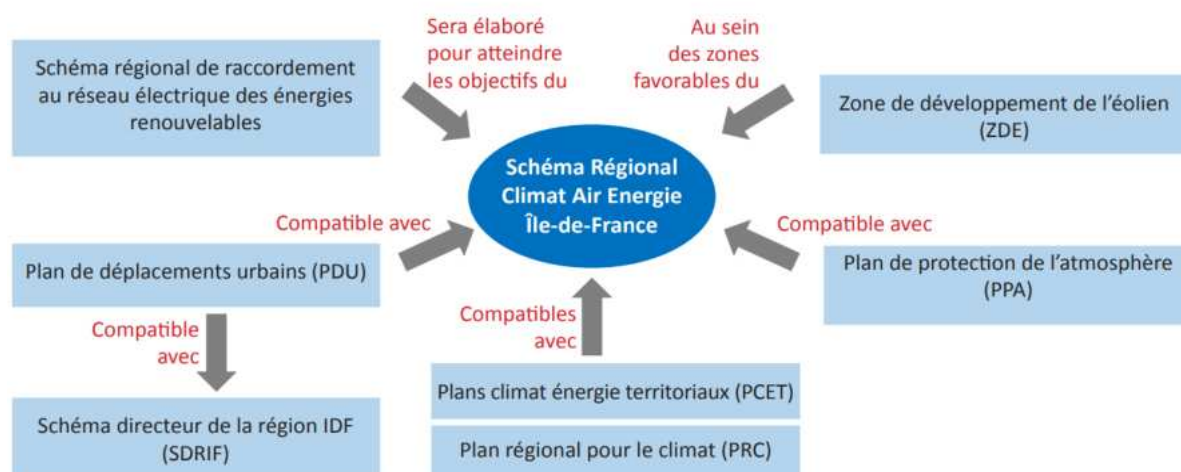 Schéma régional de raccordement
au réseau électrique des énergies
renouvelables
Sera élaboré
pour atteindre
les objectifs du
Au sein
des zones
favorables du
Zone de développement de l'éolien
(ZDE)
Schéma Régional
Climat Air Energie
Île-de-France
Compatible avec
Plan de déplacements urbains (PDU)
Compatible avec
Plan de protection de l'atmosphère
(PPA)
Compatible
avec
Compatibles
avec
Schéma directeur de la région IDF
(SDRIF)
Plans climat énergie territoriaux (PCET)
Plan régional pour le climat (PRC)